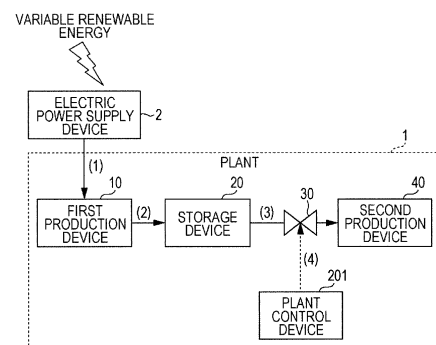 VARIABLE RENEWABLE
ENERGY
ELECTRIC
POWER SUPPLY
DEVICE
2
(1)
1
PLANT
10
20
30
40
FIRST
PRODUCTION
DEVICE
(2)
STORAGE
DEVICE
(3)
SECOND
PRODUCTION
DEVICE
(4)
201
PLANT
CONTROL
DEVICE